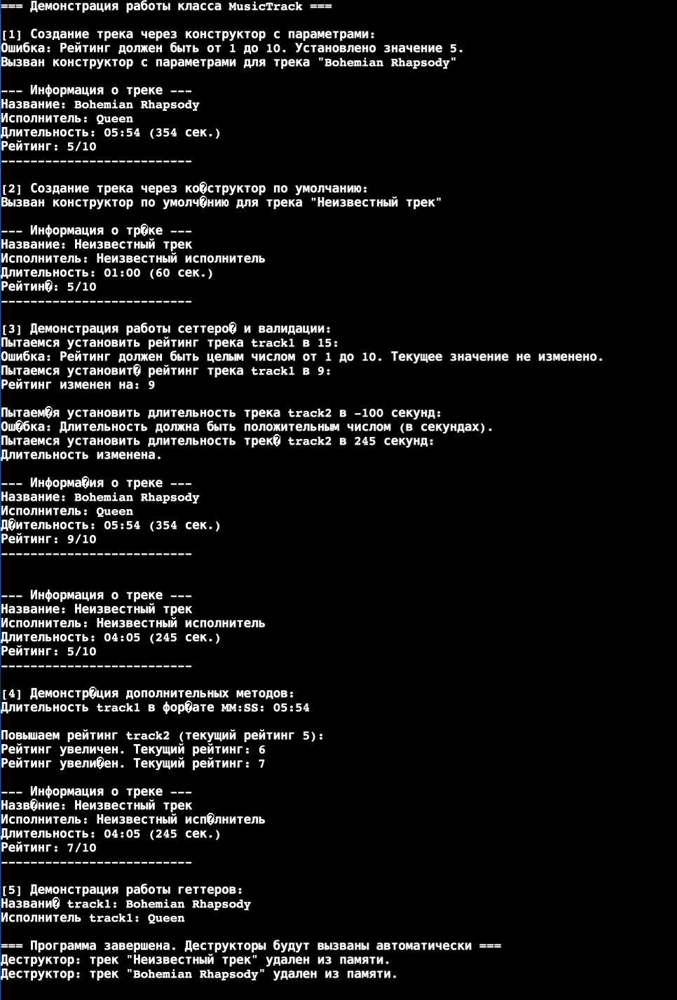 === Демонстрация работы класса MusicTrack ===
[1] Создание трека через конструктор с параметрами:
Ошибка: Рейтинг должен быть от 1 до 10. Установлено значение 5.
Вызван конструктор с параметрами для трека "Bohemian Rhapsody"
--- Информация о треке ---
Название: Bohemian Rhapsody
Исполнитель: Queen
Длительность: 05:54 (354 сек.)
Рейтинг: 5/10
--------------------------
[2] Создание трека через ко�структор по умолчанию:
Вызван конструктор по умолч�нию для трека "Неизвестный трек"
--- Информация о тр�ке ---
Название: Неизвестный трек
Исполнитель: Неизвестный исполнитель
Длительность: 01:00 (60 сек.)
Рейтин�: 5/10
--------------------------
[3] Демонстрация работы сеттеро� и валидации:
Пытаемся установить рейтинг трека track1 в 15:
Ошибка: Рейтинг должен быть целым числом от 1 до 10. Текущее значение не изменено.
Пытаемся установит� рейтинг трека track1 в 9:
Рейтинг изменен на: 9
Пытаем�я установить длительность трека track2 в -100 секунд:
Ош�бка: Длительность должна быть положительным числом (в секундах).
Пытаемся установить длительность трек� track2 в 245 секунд:
Длительность изменена.
--- Информа�ия о треке ---
Название: Bohemian Rhapsody
Исполнитель: Queen
Д�ительность: 05:54 (354 сек.)
Рейтинг: 9/10
--------------------------
--- Информация о треке ---
Название: Неизвестный трек
Исполнитель: Неизвестный исполнитель
Длительность: 04:05 (245 сек.)
Рейтинг: 5/10
--------------------------
[4] Демонстр�ция дополнительных методов:
Длительность track1 в фор�ате MM:SS: 05:54
Повышаем рейтинг track2 (текущий рейтинг 5):
Рейтинг увеличен. Текущий рейтинг: 6
Рейтинг увели�ен. Текущий рейтинг: 7
--- Информация о треке ---
Назв�ние: Неизвестный трек
Исполнитель: Неизвестный исп�лнитель
Длительность: 04:05 (245 сек.)
Рейтинг: 7/10
--------------------------
[5] Демонстрация работы геттеров:
Названи� track1: Bohemian Rhapsody
Исполнитель track1: Queen
=== Программа завершена. Деструкторы будут вызваны автоматически ===
Деструктор: трек "Неизвестный трек" удален из памяти.
Деструктор: трек "Bohemian Rhapsody" удален из памяти.